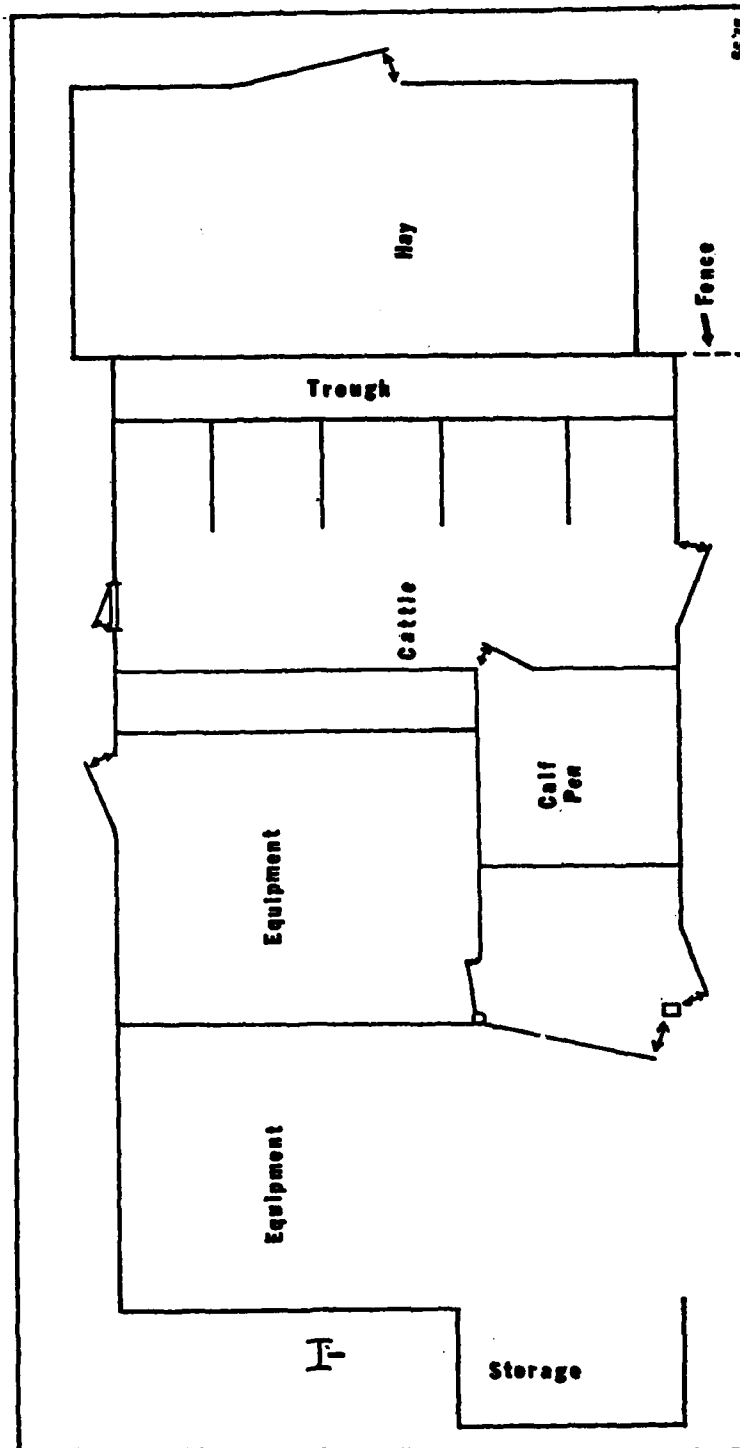 Hay
Fence
Trough
Cattle
Calf
Pen
Equipment
Equipment
Storage
I-